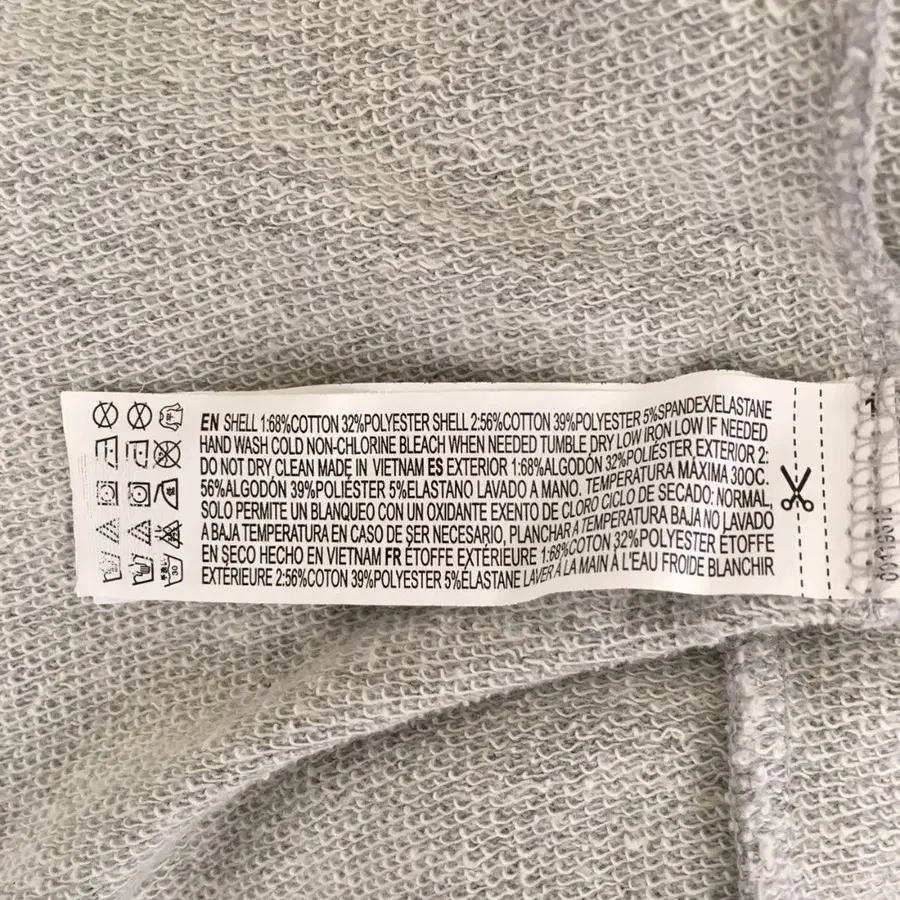 EN SHELL 1:68%COTTON 32%POLYESTER SHELL 2:56%COTTON 39%POLYESTER 5%SPANDEX/ELASTANE
HAND WASH COLD NON-CHLORINE BLEACH WHEN NEEDED TUMBLE DRY LOW IRON LOW IF NEEDED
DO NOT DRY CLEAN MADE IN VIETNAM ES EXTERIOR 1:68%ALGODÓN 32%POLIÉSTER EXTERIOR 2:
56%ALGODÓN 39%POLIÉSTER 5%ELASTANO LAVADO A MANO. TEMPERATURA MÁXIMA 30OC.
SOLO PERMITE UN BLANQUEO CON UN OXIDANTE EXENTO DE CLORO CICLO DE SECADO: NORMAL,
A BAJA TEMPERATURA EN CASO DE SER NECESARIO, PLANCHAR A TEMPERATURA BAJA NO LAVADO
EN SECO HECHO EN VIETNAM FR ÉTOFFE EXTÉRIEURE 1:68%COTON 32%POLYESTER ÉTOFFE
EXTÉRIEURE 2:56%COTON 39%POLYESTER 5%ÉLASTANE LAVER À LA MAIN À L'EAU FROIDE BLANCHIR
30